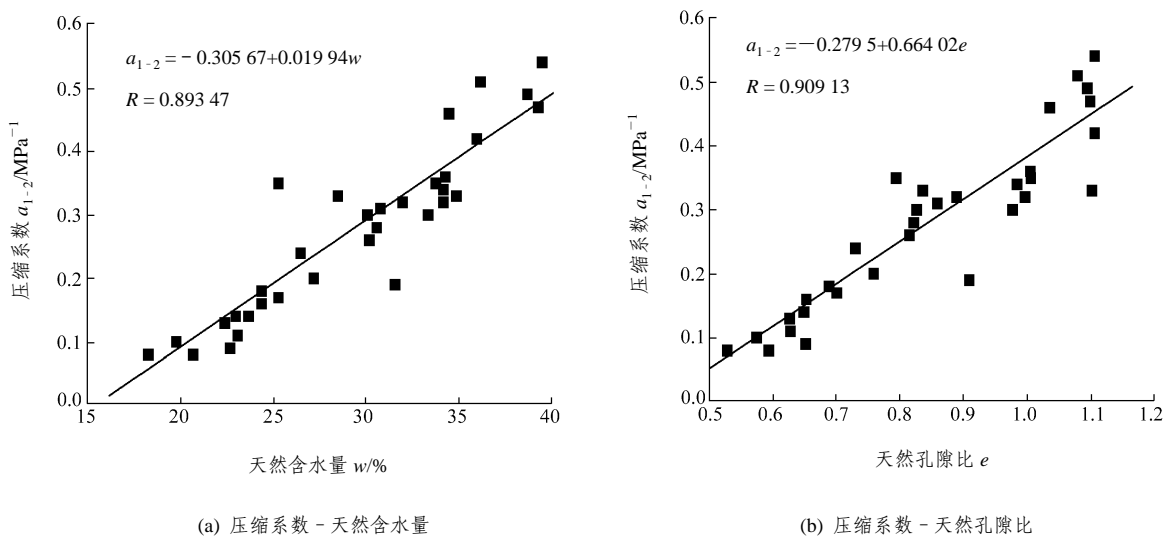 0.6
0.5
0.4
0.3
0.2
0.1
0.0
压缩系数 a₁₋₂/MPa⁻¹
a₁₋₂ = − 0.305 67+0.019 94w
R = 0.893 47
15 20 25 30 35 40
天然含水量 w/%
(a) 压缩系数 - 天然含水量
0.6
0.5
0.4
0.3
0.2
0.1
0.0
压缩系数 a₁₋₂/MPa⁻¹
a₁₋₂ =−0.279 5+0.664 02e
R = 0.909 13
0.5 0.6 0.7 0.8 0.9 1.0 1.1 1.2
天然孔隙比 e
(b) 压缩系数 - 天然孔隙比